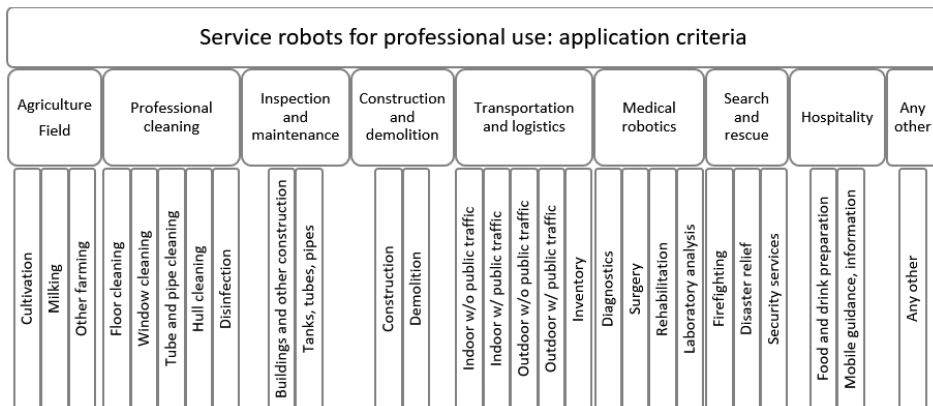 Service robots for professional use: application criteria
Agriculture
Field
Professional
cleaning
Inspection
and
maintenance
Construction
and
demolition
Transportation
and logistics
Medical
robotics
Search
and
rescue
Hospitality
Any
other
Cultivation
Milking
Other farming
Floor cleaning
Window cleaning
Tube and pipe cleaning
Hull cleaning
Disinfection
Buildings and other construction
Tanks, tubes, pipes
Construction
Demolition
Indoor w/o public traffic
Indoor w/ public traffic
Outdoor w/o public traffic
Outdoor w/ public traffic
Inventory
Diagnostics
Surgery
Rehabilitation
Laboratory analysis
Firefighting
Disaster relief
Security services
Food and drink preparation
Mobile guidance, information
Any other